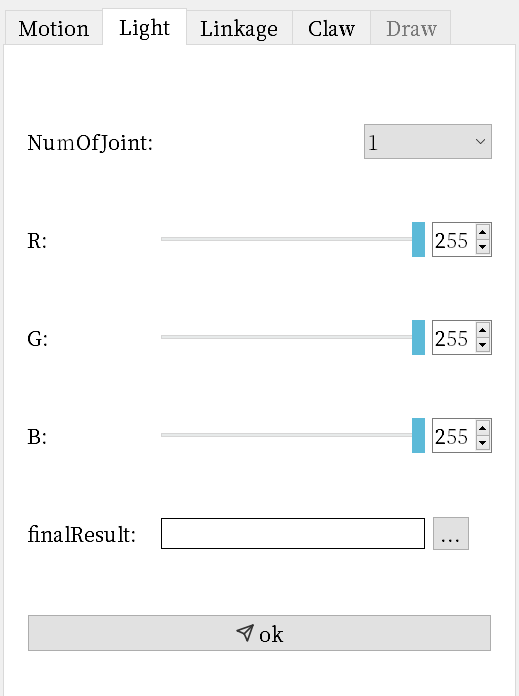 Motion Light Linkage Claw Draw
NumOfJoint: 1
R: 255
G: 255
B: 255
finalResult: ...
ok